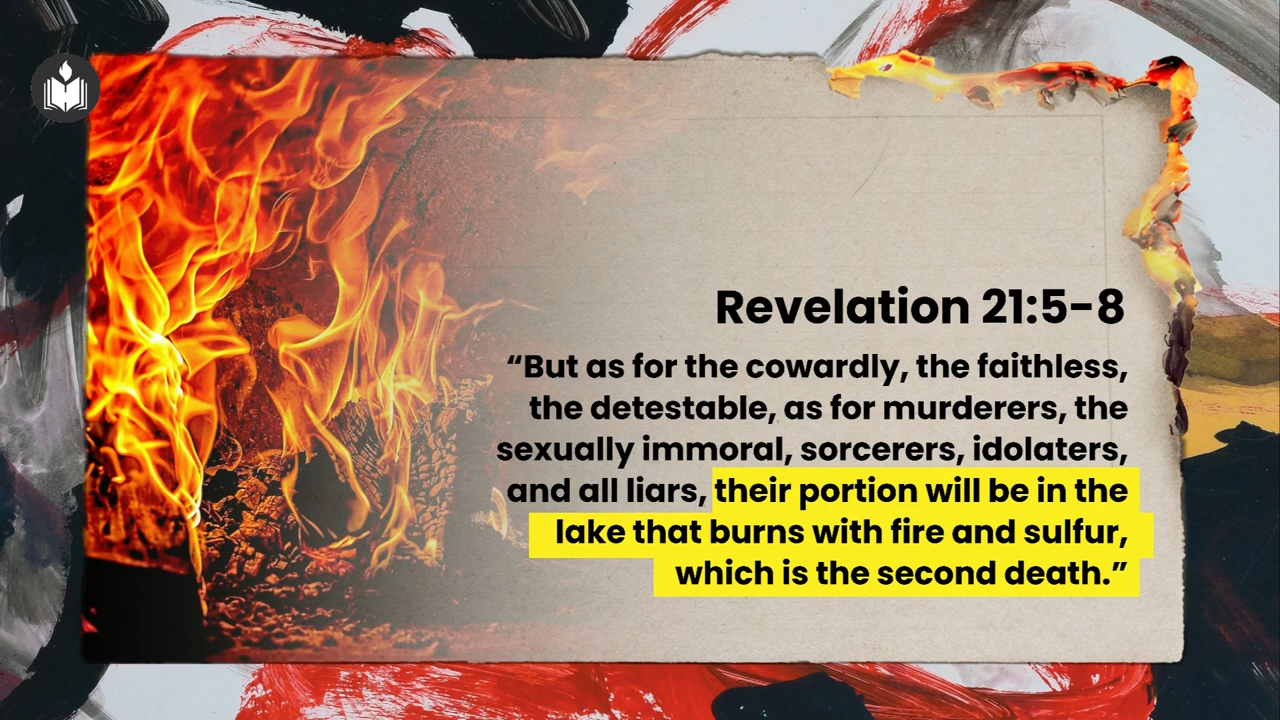 Revelation 21:5-8
“But as for the cowardly, the faithless,
the detestable, as for murderers, the
sexually immoral, sorcerers, idolaters,
and all liars, their portion will be in the
lake that burns with fire and sulfur,
which is the second death.”